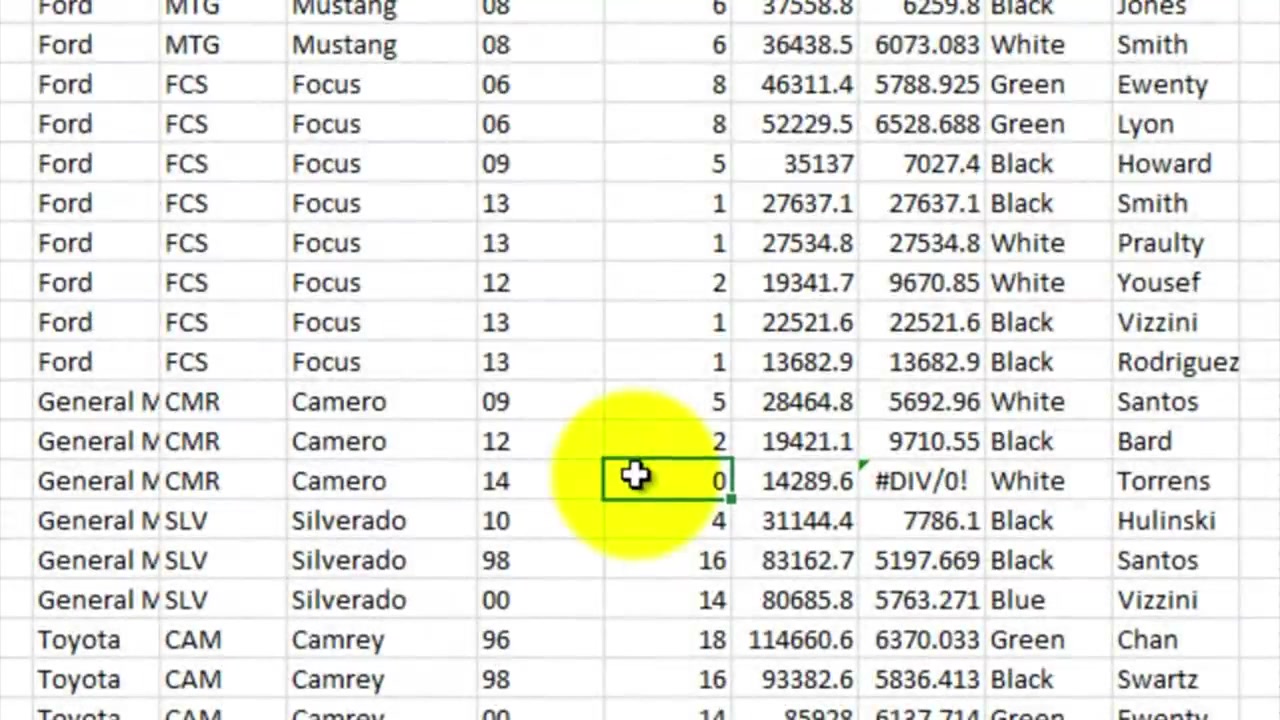 Ford MTG Mustang 08 6 37558.8 6259.8 Black Jones
Ford MTG Mustang 08 6 36438.5 6073.083 White Smith
Ford FCS Focus 06 8 46311.4 5788.925 Green Ewenty
Ford FCS Focus 06 8 52229.5 6528.688 Green Lyon
Ford FCS Focus 09 5 35137 7027.4 Black Howard
Ford FCS Focus 13 1 27637.1 27637.1 Black Smith
Ford FCS Focus 13 1 27534.8 27534.8 White Praulty
Ford FCS Focus 12 2 19341.7 9670.85 White Yousef
Ford FCS Focus 13 1 22521.6 22521.6 Black Vizzini
Ford FCS Focus 13 1 13682.9 13682.9 Black Rodriguez
General M CMR Camero 09 5 28464.8 5692.96 White Santos
General M CMR Camero 12 2 19421.1 9710.55 Black Bard
General M CMR Camero 14 0 14289.6 #DIV/0! White Torrens
General M SLV Silverado 10 4 31144.4 7786.1 Black Hulinski
General M SLV Silverado 98 16 83162.7 5197.669 Black Santos
General M SLV Silverado 00 14 80685.8 5763.271 Blue Vizzini
Toyota CAM Camrey 96 18 114660.6 6370.033 Green Chan
Toyota CAM Camrey 98 16 93382.6 5836.413 Black Swartz
Toyota CAM Camrey 00 14 85928 6137.714 Green Ewenty